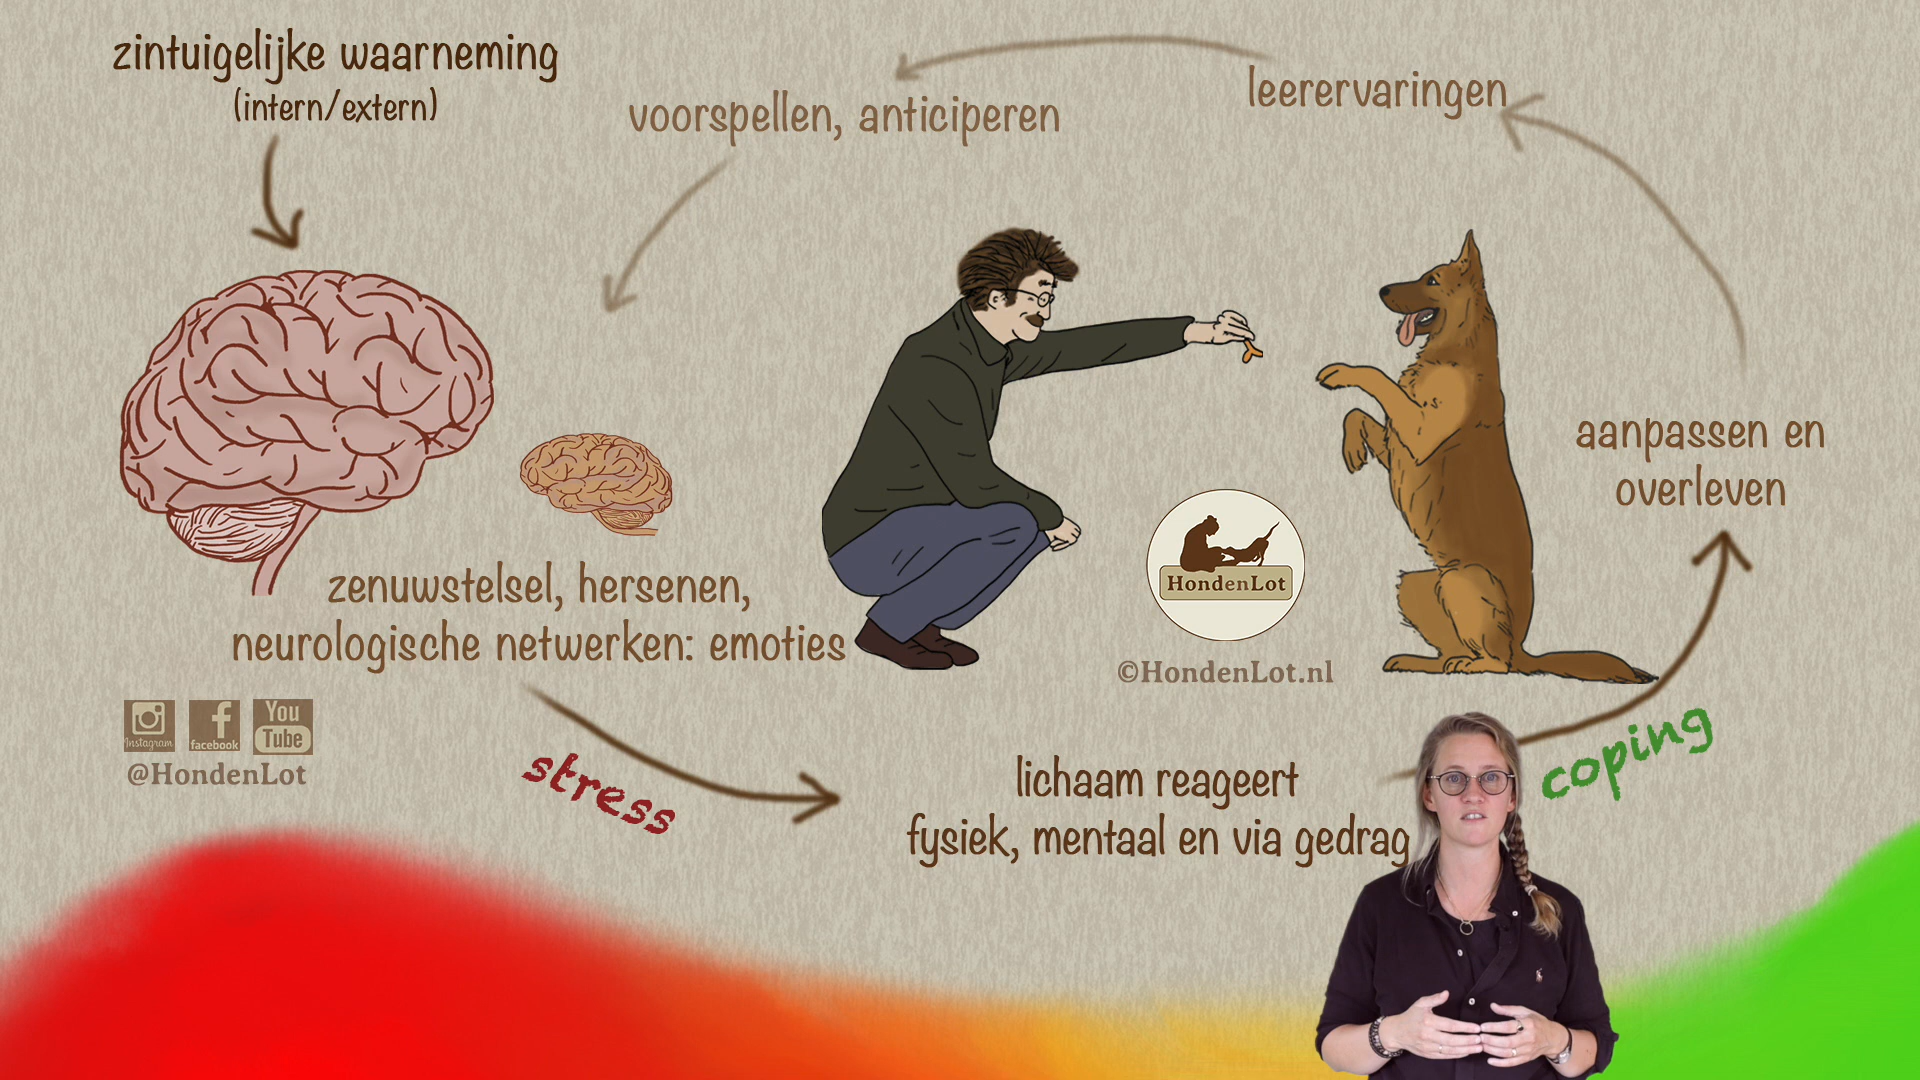 zintuigelijke waarneming
(intern/extern)
voorspellen, anticiperen
leerervaringen
aanpassen en
overleven
zenuwstelsel, hersenen,
neurologische netwerken: emoties
HondenLot
©HondenLot.nl
Instagram
facebook
You
Tube
@HondenLot
stress
lichaam reageert
fysiek, mentaal en via gedrag
coping